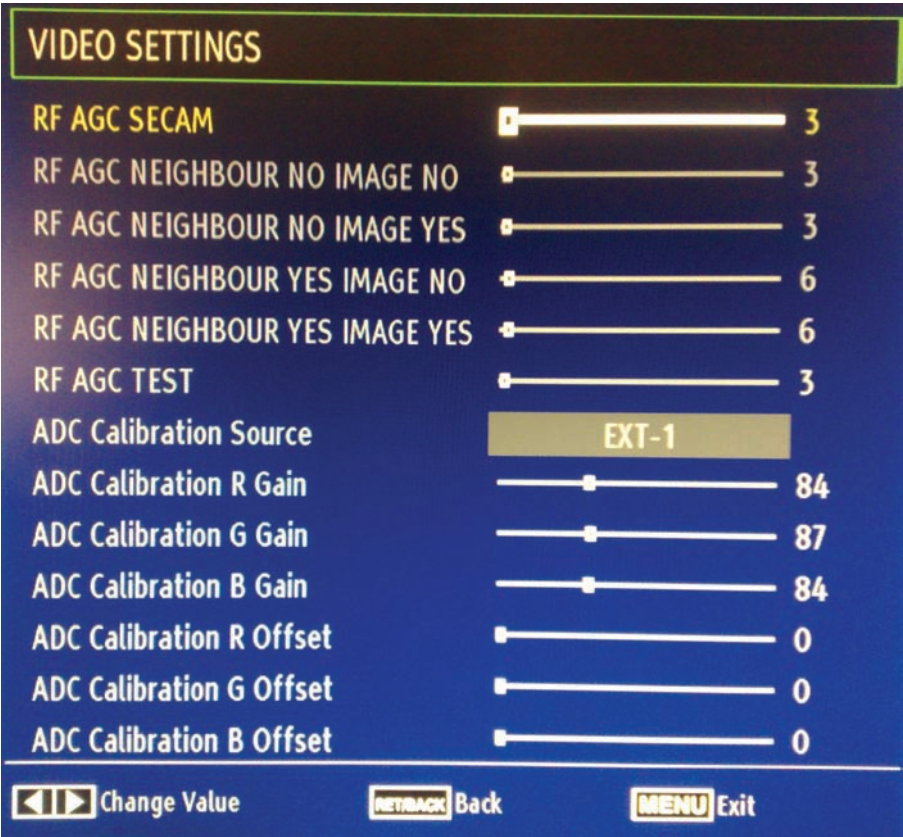 VIDEO SETTINGS
RF AGC SECAM 3
RF AGC NEIGHBOUR NO IMAGE NO 3
RF AGC NEIGHBOUR NO IMAGE YES 3
RF AGC NEIGHBOUR YES IMAGE NO 6
RF AGC NEIGHBOUR YES IMAGE YES 6
RF AGC TEST 3
ADC Calibration Source EXT-1
ADC Calibration R Gain 84
ADC Calibration G Gain 87
ADC Calibration B Gain 84
ADC Calibration R Offset 0
ADC Calibration G Offset 0
ADC Calibration B Offset 0
Change Value RET/BACK Back MENU Exit